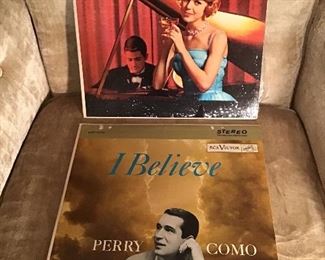 STEREO
I Believe
RCA VICTOR
PERRY COMO